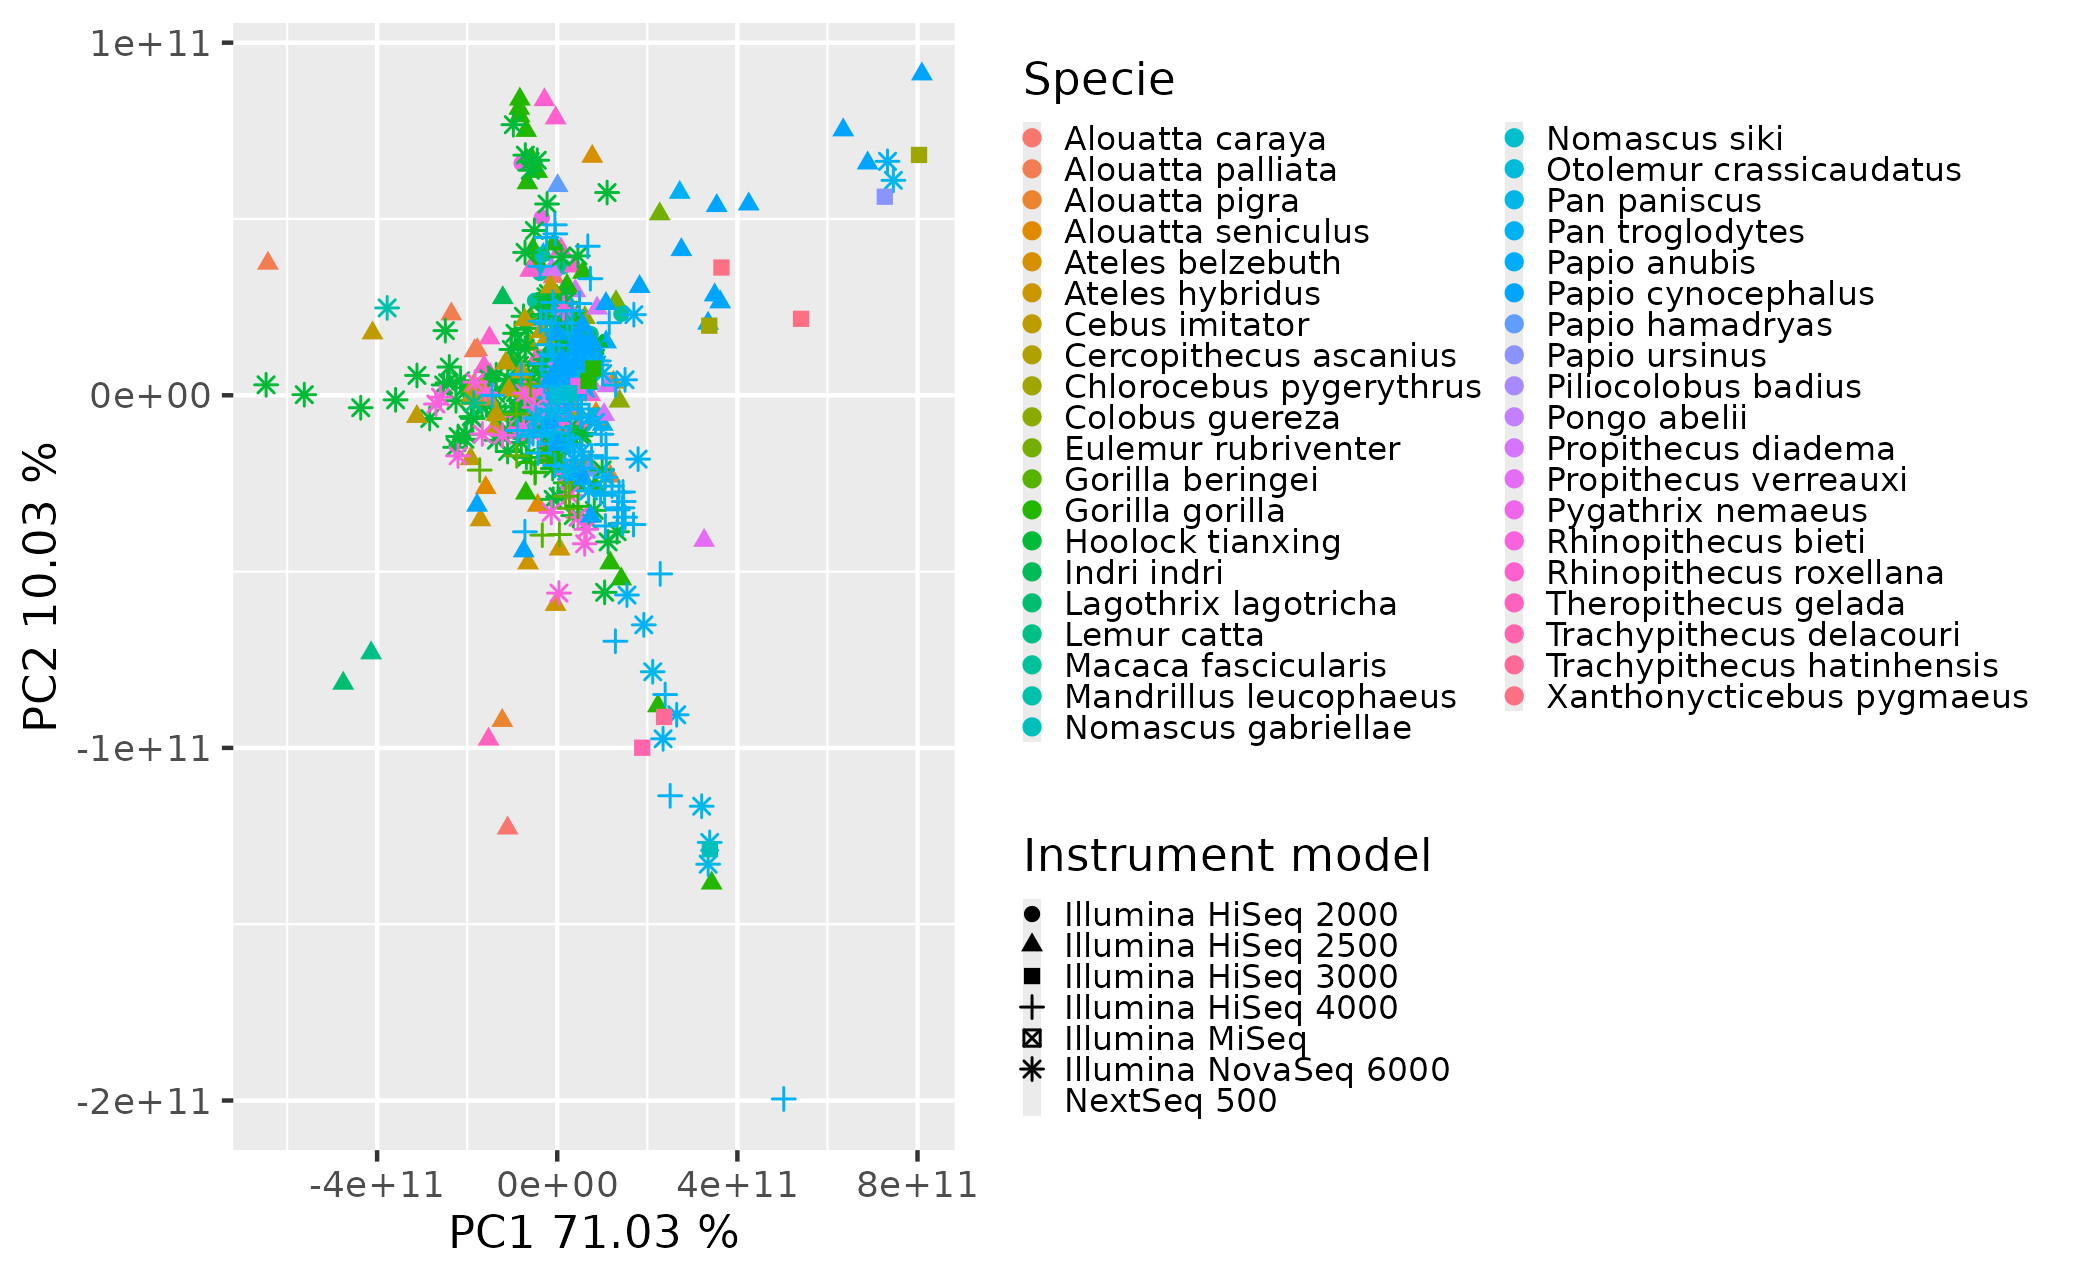 1e+11
0e+00
-1e+11
-2e+11
PC2 10.03 %
-4e+11
0e+00
4e+11
8e+11
PC1 71.03 %
Specie
Alouatta caraya
Alouatta palliata
Alouatta pigra
Alouatta seniculus
Ateles belzebuth
Ateles hybridus
Cebus imitator
Cercopithecus ascanius
Chlorocebus pygerythrus
Colobus guereza
Eulemur rubriventer
Gorilla beringei
Gorilla gorilla
Hoolock tianxing
Indri indri
Lagothrix lagotricha
Lemur catta
Macaca fascicularis
Mandrillus leucophaeus
Nomascus gabriellae
Nomascus siki
Otolemur crassicaudatus
Pan paniscus
Pan troglodytes
Papio anubis
Papio cynocephalus
Papio hamadryas
Papio ursinus
Piliocolobus badius
Pongo abelii
Propithecus diadema
Propithecus verreauxi
Pygathrix nemaeus
Rhinopithecus bieti
Rhinopithecus roxellana
Theropithecus gelada
Trachypithecus delacouri
Trachypithecus hatinhensis
Xanthonycticebus pygmaeus
Instrument model
Illumina HiSeq 2000
Illumina HiSeq 2500
Illumina HiSeq 3000
Illumina HiSeq 4000
Illumina MiSeq
Illumina NovaSeq 6000
NextSeq 500